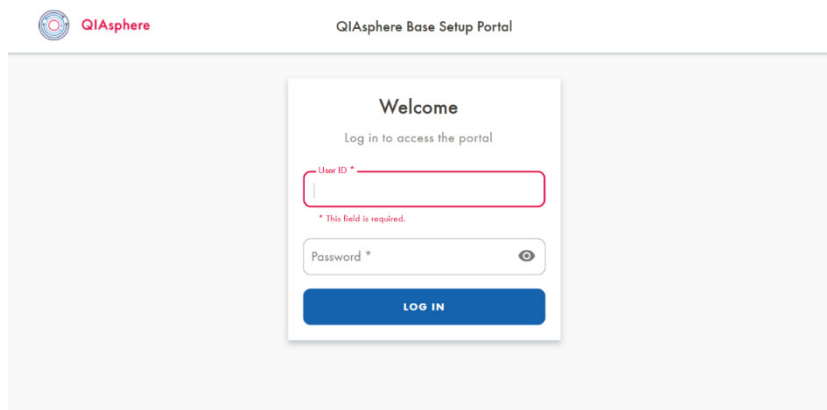 QIAsphere
QIAsphere Base Setup Portal
Welcome
Log in to access the portal
User ID *
* This field is required.
Password *
LOG IN